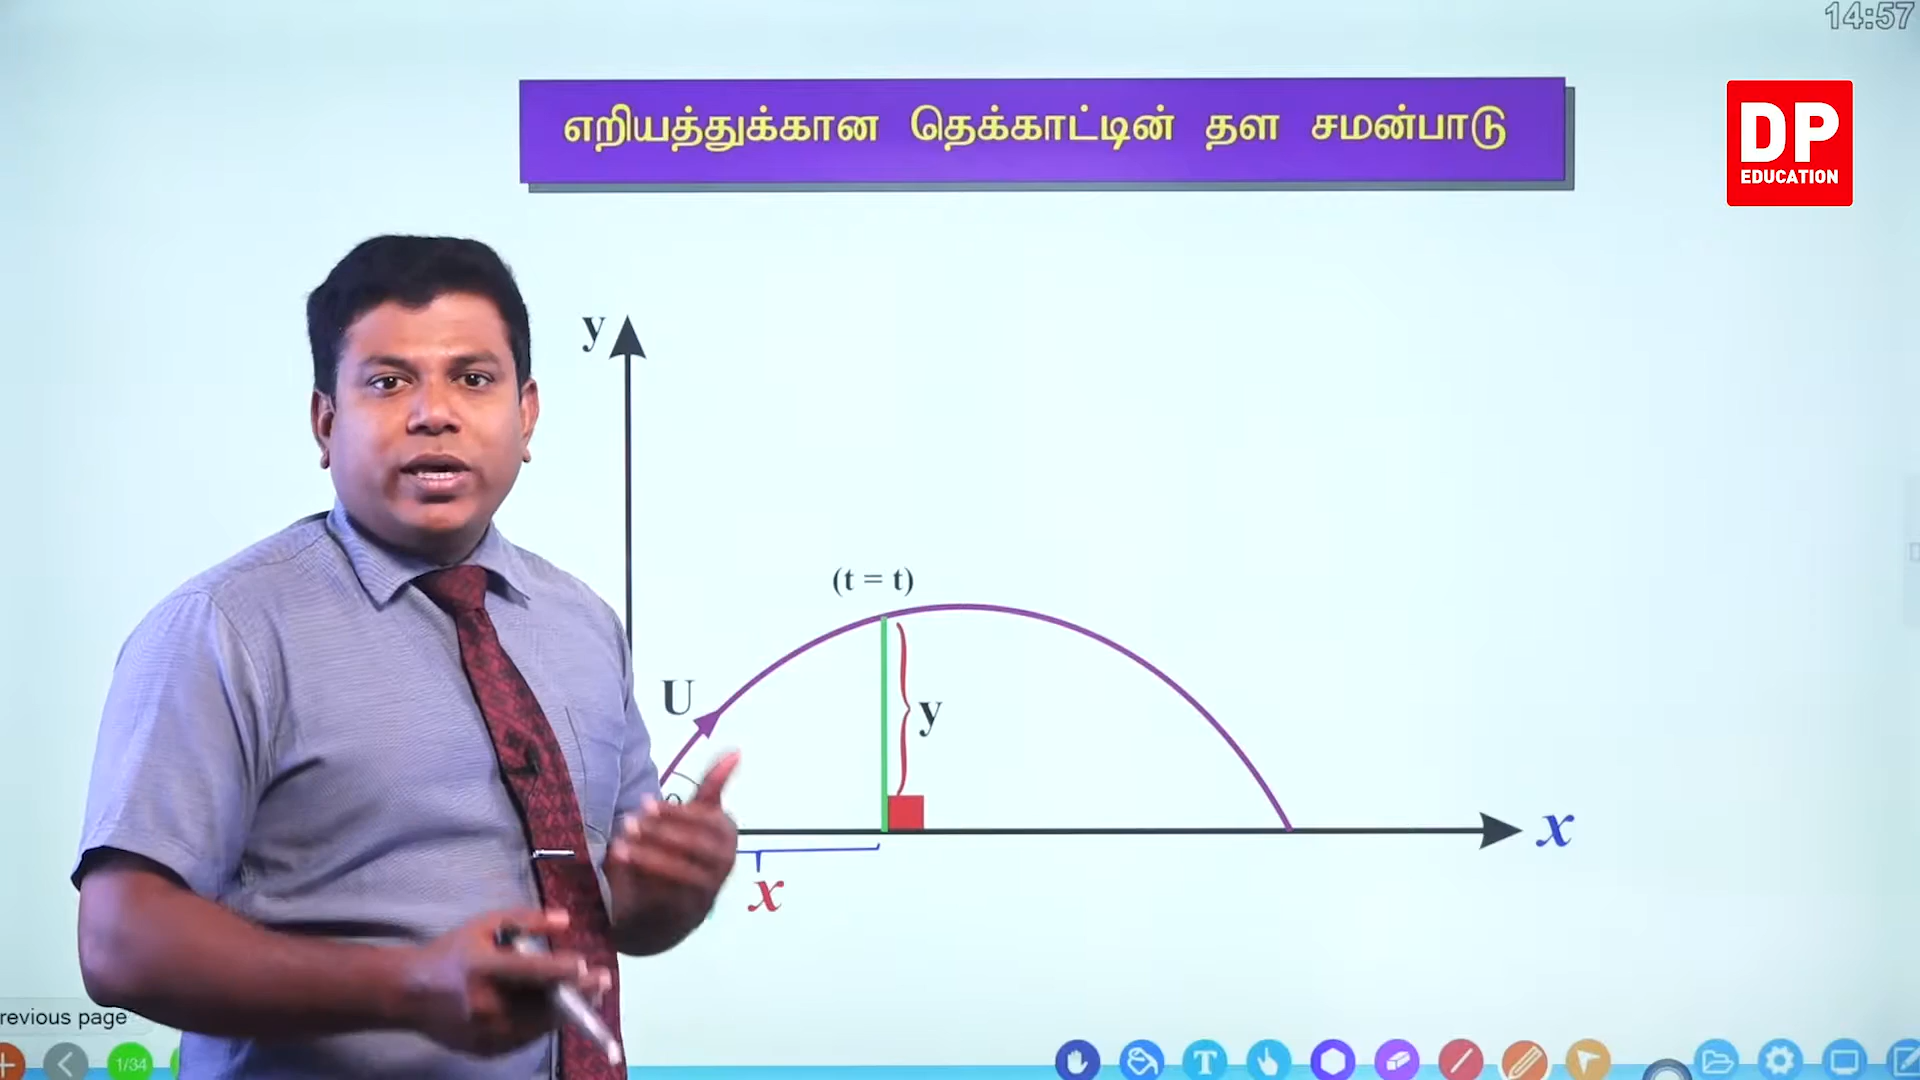 14:57
எறியத்துக்கான தெக்காட்டின் தள சமன்பாடு
DP
EDUCATION
y
(t = t)
U
y
x
x
revious page
1/34
T